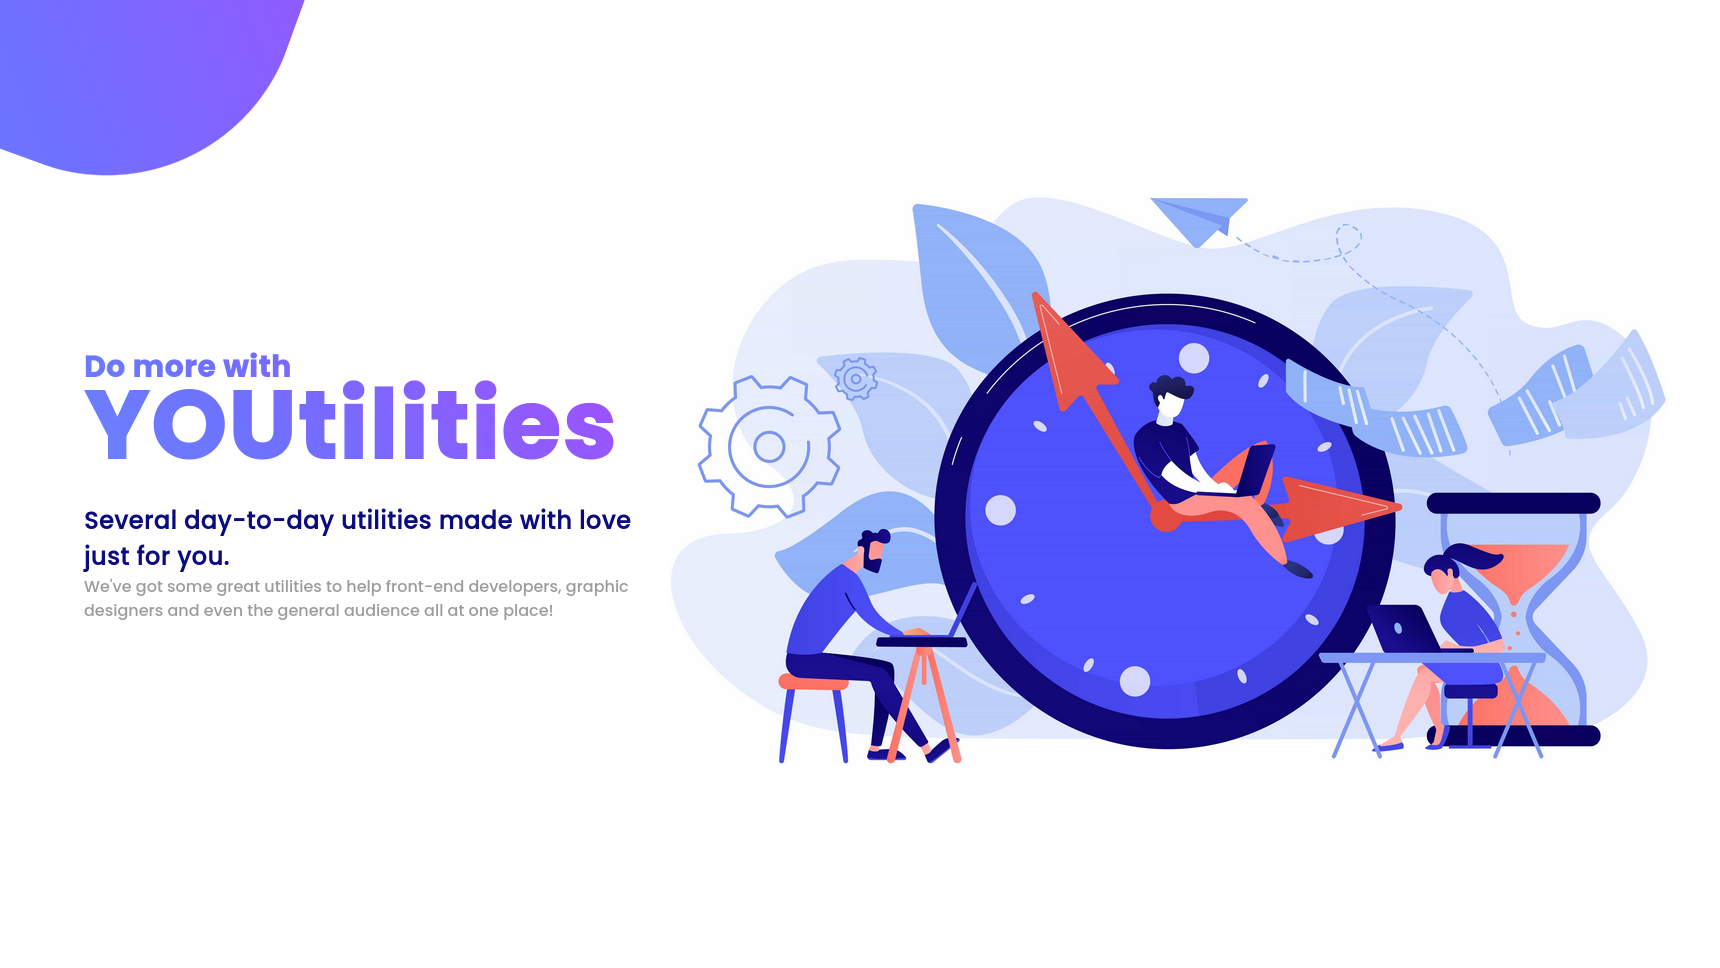 Do more with
YOUtilities
Several day-to-day utilities made with love
just for you.
We've got some great utilities to help front-end developers, graphic
designers and even the general audience all at one place!